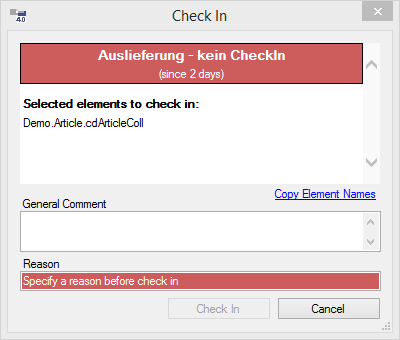 4.0
Check In
Auslieferung - kein CheckIn
(since 2 days)
Selected elements to check in:
Demo.Article.cdArticleColl
Copy Element Names
General Comment
Reason
Specify a reason before check in
Check In
Cancel